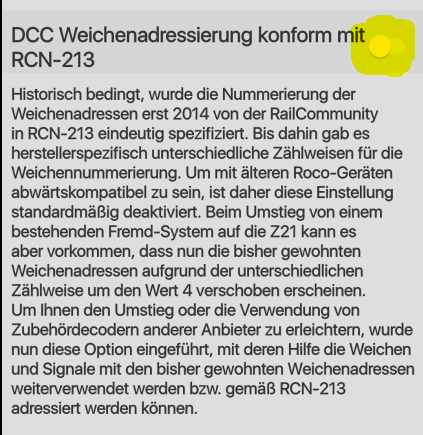 DCC Weichenadressierung konform mit
RCN-213
Historisch bedingt, wurde die Nummerierung der
Weichenadressen erst 2014 von der RailCommunity
in RCN-213 eindeutig spezifiziert. Bis dahin gab es
herstellerspezifisch unterschiedliche Zählweisen für die
Weichennummerierung. Um mit älteren Roco-Geräten
abwärtskompatibel zu sein, ist daher diese Einstellung
standardmäßig deaktiviert. Beim Umstieg von einem
bestehenden Fremd-System auf die Z21 kann es
aber vorkommen, dass nun die bisher gewohnten
Weichenadressen aufgrund der unterschiedlichen
Zählweise um den Wert 4 verschoben erscheinen.
Um Ihnen den Umstieg oder die Verwendung von
Zubehördecodern anderer Anbieter zu erleichtern, wurde
nun diese Option eingeführt, mit deren Hilfe die Weichen
und Signale mit den bisher gewohnten Weichenadressen
weiterverwendet werden bzw. gemäß RCN-213
adressiert werden können.